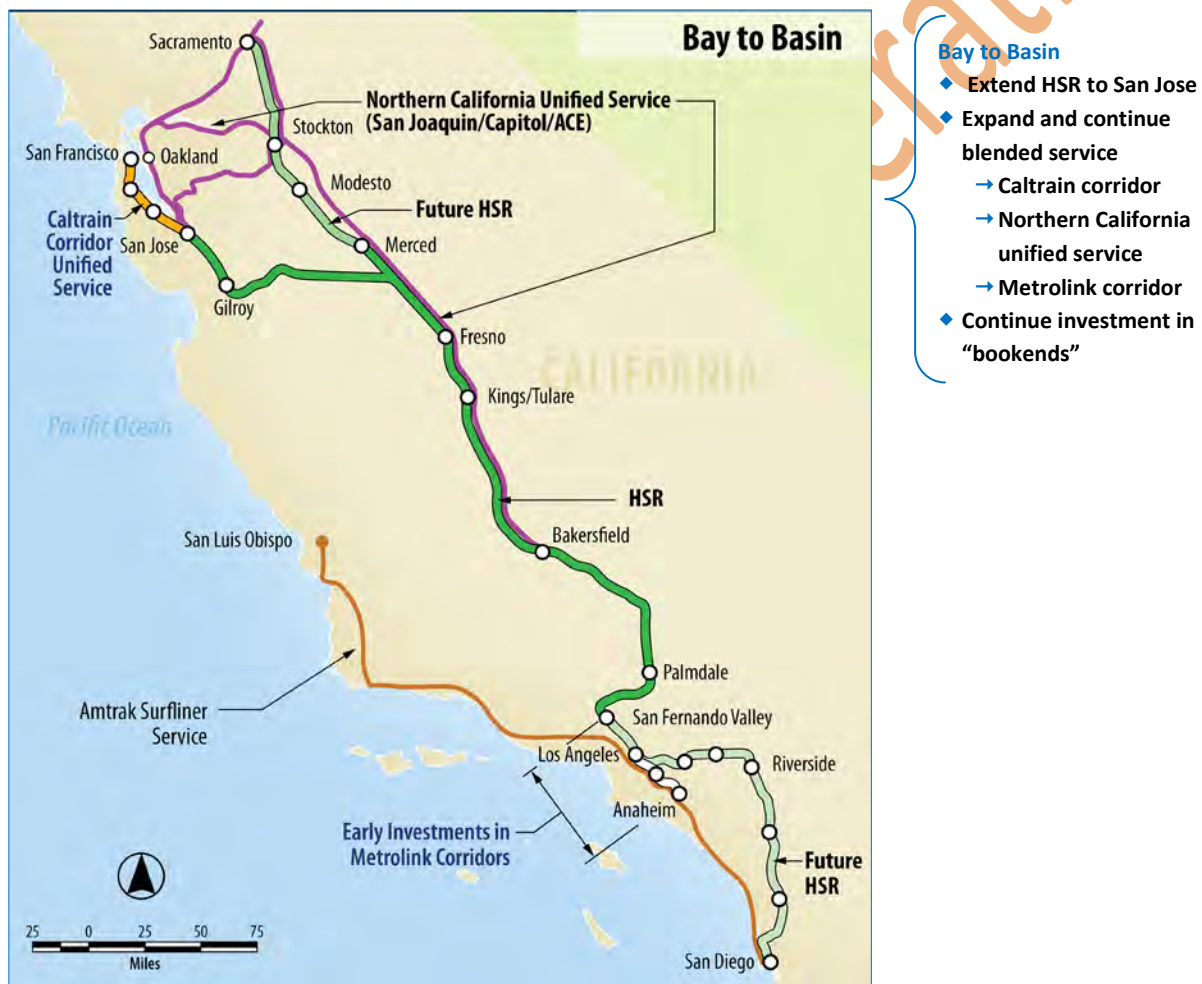 Bay to Basin
Sacramento
Northern California Unified Service
(San Joaquin/Capitol/ACE)
Stockton
San Francisco
Oakland
Modesto
Future HSR
Caltrain
Corridor
Unified
Service
San Jose
Merced
Gilroy
Fresno
CALIFORNIA
Kings/Tulare
Pacific Ocean
HSR
San Luis Obispo
Bakersfield
Palmdale
Amtrak Surfliner
Service
San Fernando Valley
Los Angeles
Riverside
Anaheim
Early Investments in
Metrolink Corridors
Future
HSR
San Diego
25 0 25 50 75
Miles
Bay to Basin
◆ Extend HSR to San Jose
◆ Expand and continue
blended service
→ Caltrain corridor
→ Northern California
unified service
→ Metrolink corridor
◆ Continue investment in
“bookends”